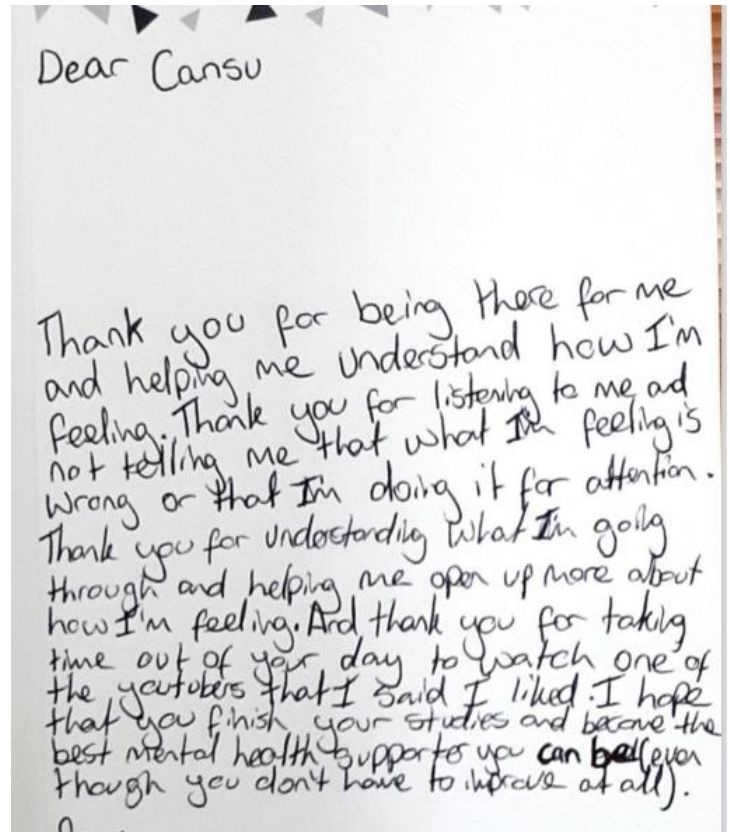 Dear Cansu
Thank you for being there for me
and helping me understand how I'm
feeling. Thank you for listening to me and
not telling me that what I'm feeling is
wrong or that I'm doing it for attention.
Thank you for understanding what I'm going
through and helping me open up more about
how I'm feeling. And thank you for taking
time out of your day to watch one of
the youtubers that I said I liked. I hope
that you finish your studies and become the
best mental health supporter you can be (even
though you don't have to improve at all).